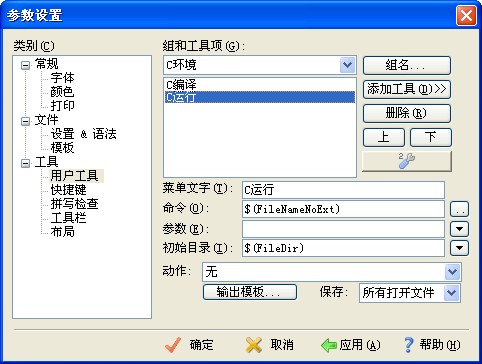 参数设置
类别(C)
常规
字体
颜色
打印
文件
设置 & 语法
模板
工具
用户工具
快捷键
拼写检查
工具栏
布局
组和工具项(G):
C环境
组名...
C编译
C运行
添加工具(D)>>
删除(R)
上 下
2
菜单文字(T): C运行
命令(O): $(FileNameNoExt) ..
参数(E):
初始目录(I): $(FileDir)
动作: 无
输出模板... 保存: 所有打开文件
确定 取消 应用(A) 帮助(H)